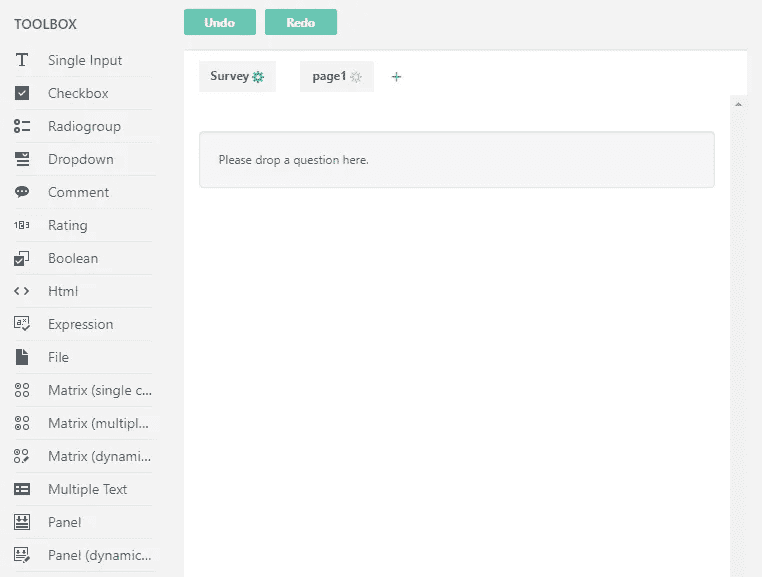 TOOLBOX
Single Input
Checkbox
Radiogroup
Dropdown
Comment
Rating
Boolean
Html
Expression
File
Matrix (single c...
Matrix (multipl...
Matrix (dynami...
Multiple Text
Panel
Panel (dynamic...
Undo Redo
Survey page1 +
Please drop a question here.